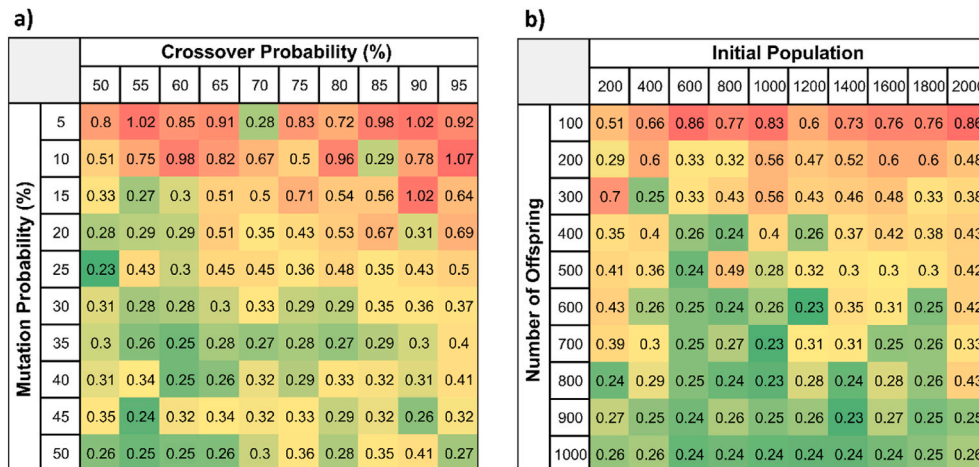 a)
Crossover Probability (%)
50 55 60 65 70 75 80 85 90 95
Mutation Probability (%)
5 0.8 1.02 0.85 0.91 0.28 0.83 0.72 0.98 1.02 0.92
10 0.51 0.75 0.98 0.82 0.67 0.5 0.96 0.29 0.78 1.07
15 0.33 0.27 0.3 0.51 0.5 0.71 0.54 0.56 1.02 0.64
20 0.28 0.29 0.29 0.51 0.35 0.43 0.53 0.67 0.31 0.69
25 0.23 0.43 0.3 0.45 0.45 0.36 0.48 0.35 0.43 0.5
30 0.31 0.28 0.28 0.3 0.33 0.29 0.29 0.35 0.36 0.37
35 0.3 0.26 0.25 0.28 0.27 0.28 0.27 0.29 0.3 0.4
40 0.31 0.34 0.25 0.26 0.32 0.29 0.33 0.32 0.31 0.41
45 0.35 0.24 0.32 0.34 0.32 0.33 0.29 0.32 0.26 0.32
50 0.26 0.25 0.25 0.26 0.3 0.36 0.28 0.35 0.41 0.27
b)
Initial Population
200 400 600 800 1000 1200 1400 1600 1800 2000
Number of Offspring
100 0.51 0.66 0.86 0.77 0.83 0.6 0.73 0.76 0.76 0.86
200 0.29 0.6 0.33 0.32 0.56 0.47 0.52 0.6 0.6 0.48
300 0.7 0.25 0.33 0.43 0.56 0.43 0.46 0.48 0.33 0.38
400 0.35 0.4 0.26 0.24 0.4 0.26 0.37 0.42 0.38 0.43
500 0.41 0.36 0.24 0.49 0.28 0.32 0.3 0.3 0.3 0.42
600 0.43 0.26 0.25 0.24 0.26 0.23 0.35 0.31 0.25 0.42
700 0.39 0.3 0.25 0.27 0.23 0.31 0.31 0.25 0.26 0.33
800 0.24 0.29 0.25 0.24 0.23 0.28 0.24 0.28 0.28 0.43
900 0.27 0.25 0.24 0.26 0.25 0.26 0.23 0.27 0.25 0.25
1000 0.26 0.26 0.24 0.24 0.24 0.24 0.24 0.24 0.25